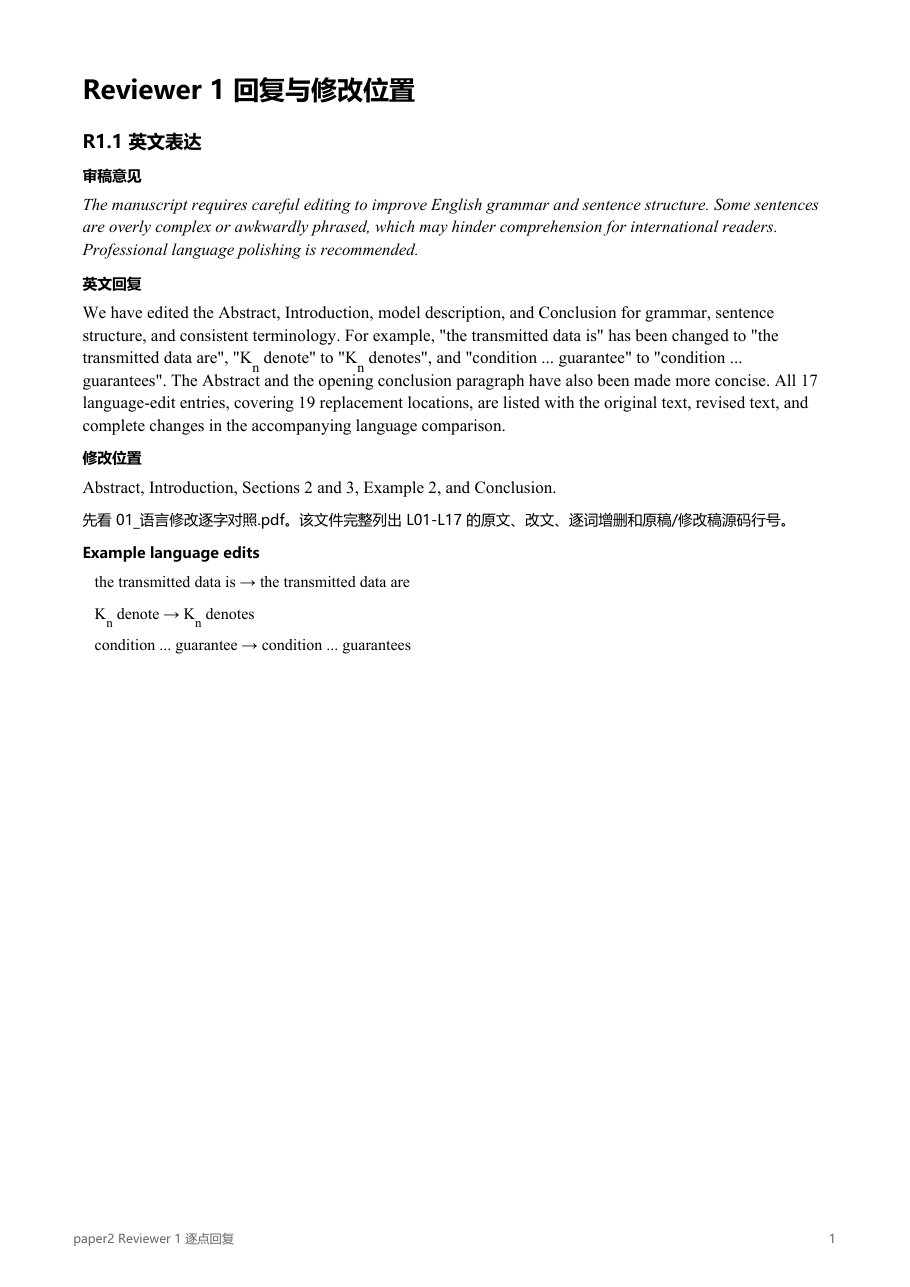 Reviewer 1 回复与修改位置
R1.1 英文表达
审稿意见
The manuscript requires careful editing to improve English grammar and sentence structure. Some sentences
are overly complex or awkwardly phrased, which may hinder comprehension for international readers.
Professional language polishing is recommended.
英文回复
We have edited the Abstract, Introduction, model description, and Conclusion for grammar, sentence
structure, and consistent terminology. For example, "the transmitted data is" has been changed to "the
transmitted data are", "Kn denote" to "Kn denotes", and "condition ... guarantee" to "condition ...
guarantees". The Abstract and the opening conclusion paragraph have also been made more concise. All 17
language-edit entries, covering 19 replacement locations, are listed with the original text, revised text, and
complete changes in the accompanying language comparison.
修改位置
Abstract, Introduction, Sections 2 and 3, Example 2, and Conclusion.
先看 01_语言修改逐字对照.pdf。该文件完整列出 L01-L17 的原文、改文、逐词增删和原稿/修改稿源码行号。
Example language edits
the transmitted data is → the transmitted data are
Kn denote → Kn denotes
condition ... guarantee → condition ... guarantees
paper2 Reviewer 1 逐点回复
1